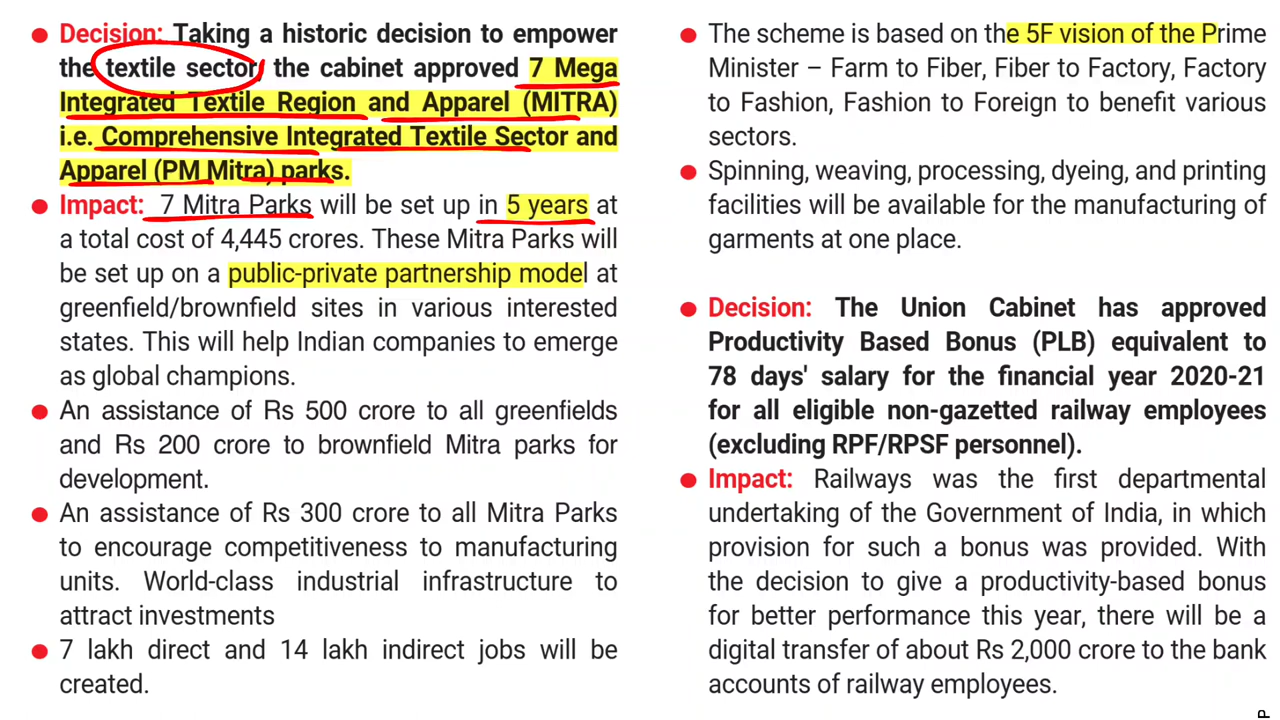 Decision: Taking a historic decision to empower
the textile sector, the cabinet approved 7 Mega
Integrated Textile Region and Apparel (MITRA)
i.e. Comprehensive Integrated Textile Sector and
Apparel (PM Mitra) parks.
Impact: 7 Mitra Parks will be set up in 5 years at
a total cost of 4,445 crores. These Mitra Parks will
be set up on a public-private partnership model at
greenfield/brownfield sites in various interested
states. This will help Indian companies to emerge
as global champions.
An assistance of Rs 500 crore to all greenfields
and Rs 200 crore to brownfield Mitra parks for
development.
An assistance of Rs 300 crore to all Mitra Parks
to encourage competitiveness to manufacturing
units. World-class industrial infrastructure to
attract investments
7 lakh direct and 14 lakh indirect jobs will be
created.
The scheme is based on the 5F vision of the Prime
Minister – Farm to Fiber, Fiber to Factory, Factory
to Fashion, Fashion to Foreign to benefit various
sectors.
Spinning, weaving, processing, dyeing, and printing
facilities will be available for the manufacturing of
garments at one place.
Decision: The Union Cabinet has approved
Productivity Based Bonus (PLB) equivalent to
78 days' salary for the financial year 2020-21
for all eligible non-gazetted railway employees
(excluding RPF/RPSF personnel).
Impact: Railways was the first departmental
undertaking of the Government of India, in which
provision for such a bonus was provided. With
the decision to give a productivity-based bonus
for better performance this year, there will be a
digital transfer of about Rs 2,000 crore to the bank
accounts of railway employees.